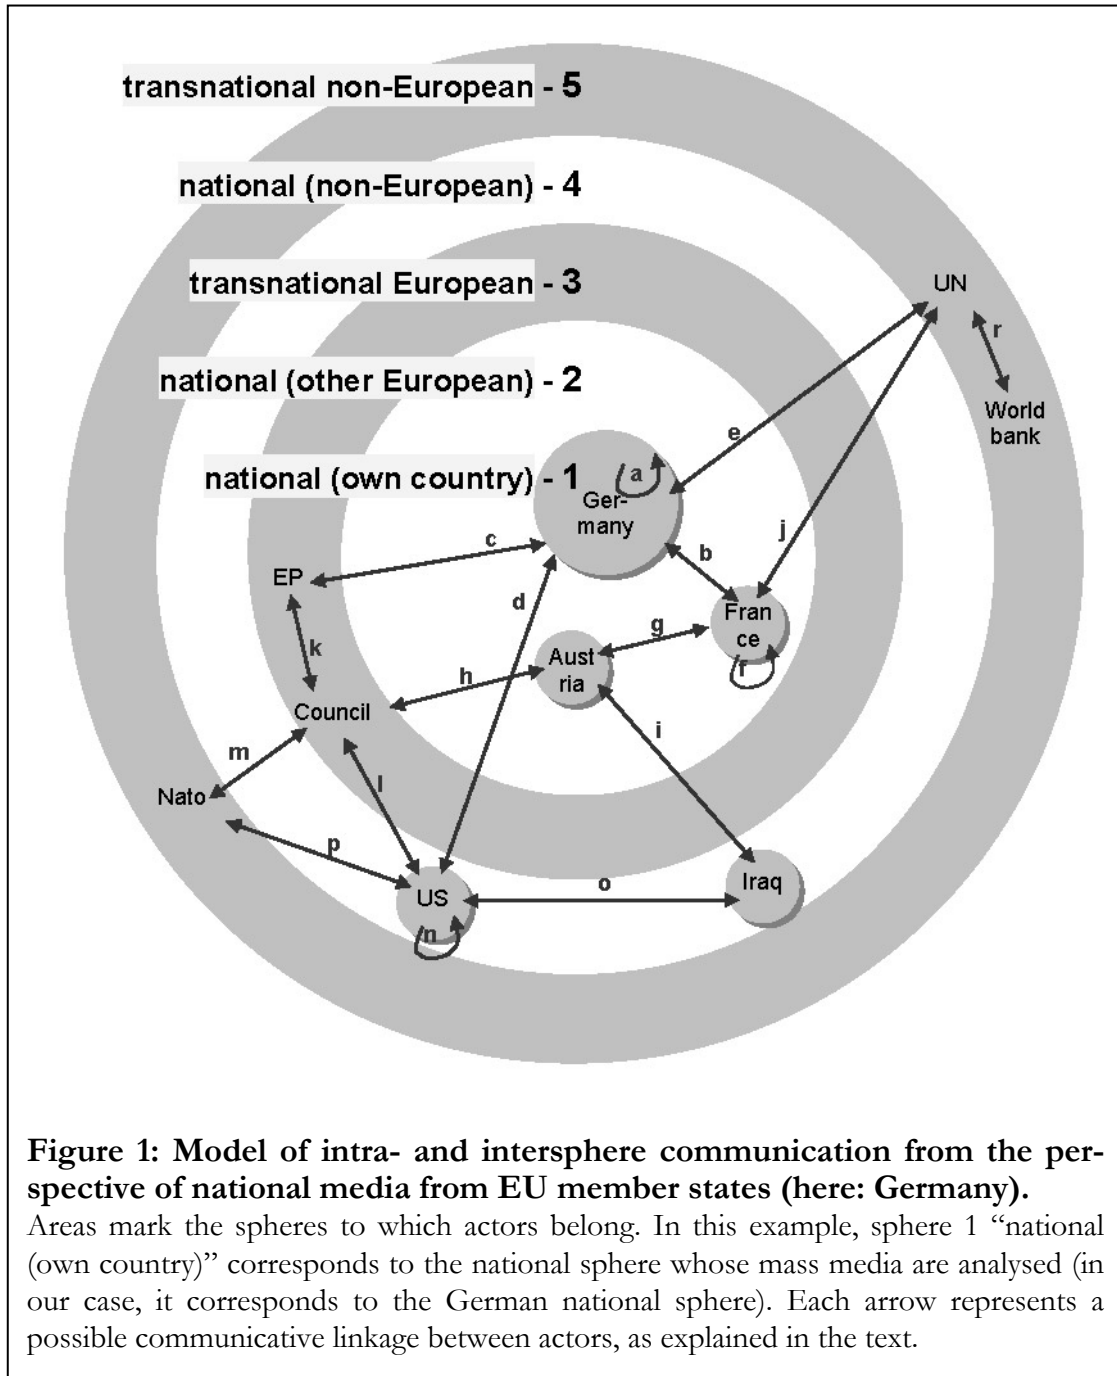 transnational non-European - 5
national (non-European) - 4
transnational European - 3
UN
r
national (other European) - 2
World
bank
e
national (own country) - 1
a
Ger-
many
j
c
b
EP
d
Fran
ce
g
k
Aust
ria
f
h
Council
i
m
l
Nato
p
US
o
Iraq
n
Figure 1: Model of intra- and intersphere communication from the per-
spective of national media from EU member states (here: Germany).
Areas mark the spheres to which actors belong. In this example, sphere 1 “national
(own country)” corresponds to the national sphere whose mass media are analysed (in
our case, it corresponds to the German national sphere). Each arrow represents a
possible communicative linkage between actors, as explained in the text.